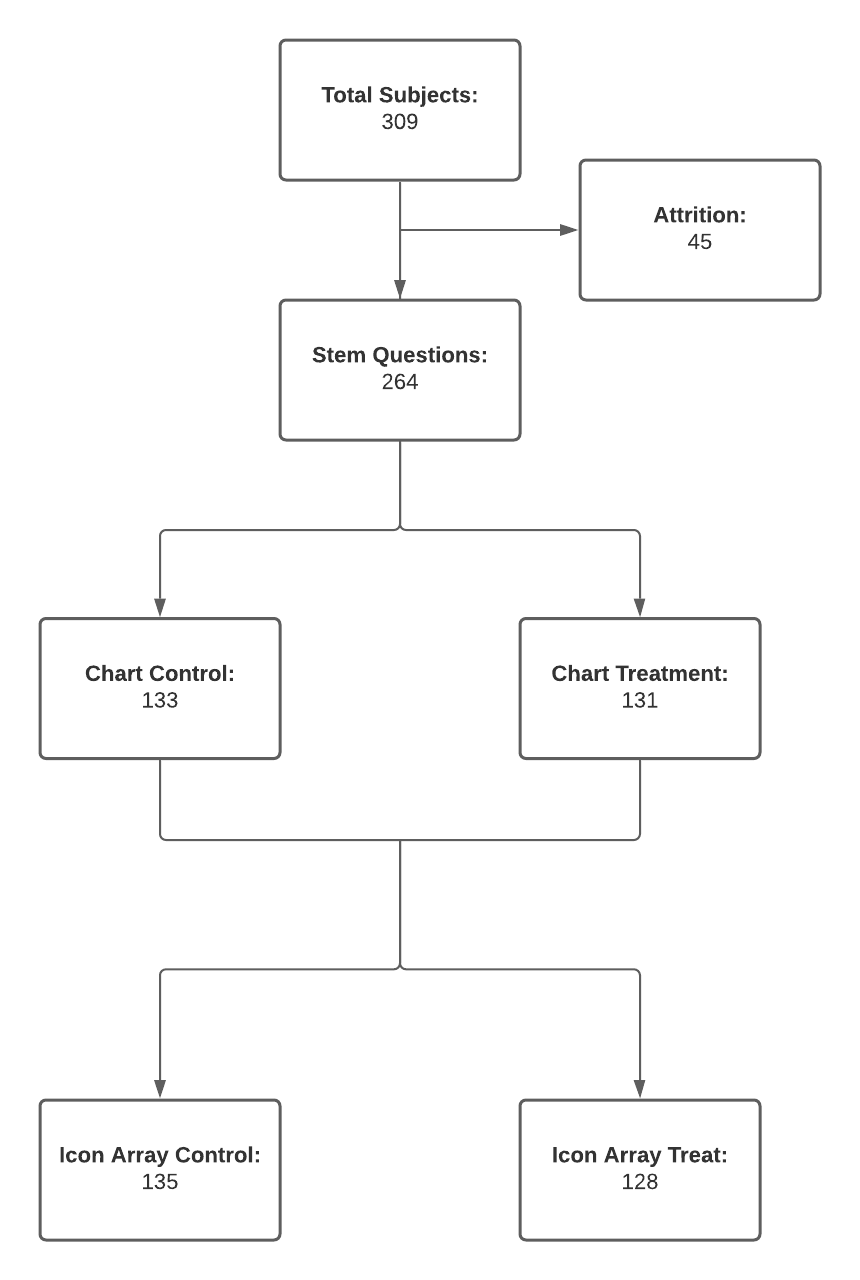 Total Subjects:
309
Attrition:
45
Stem Questions:
264
Chart Control:
133
Chart Treatment:
131
Icon Array Control:
135
Icon Array Treat:
128